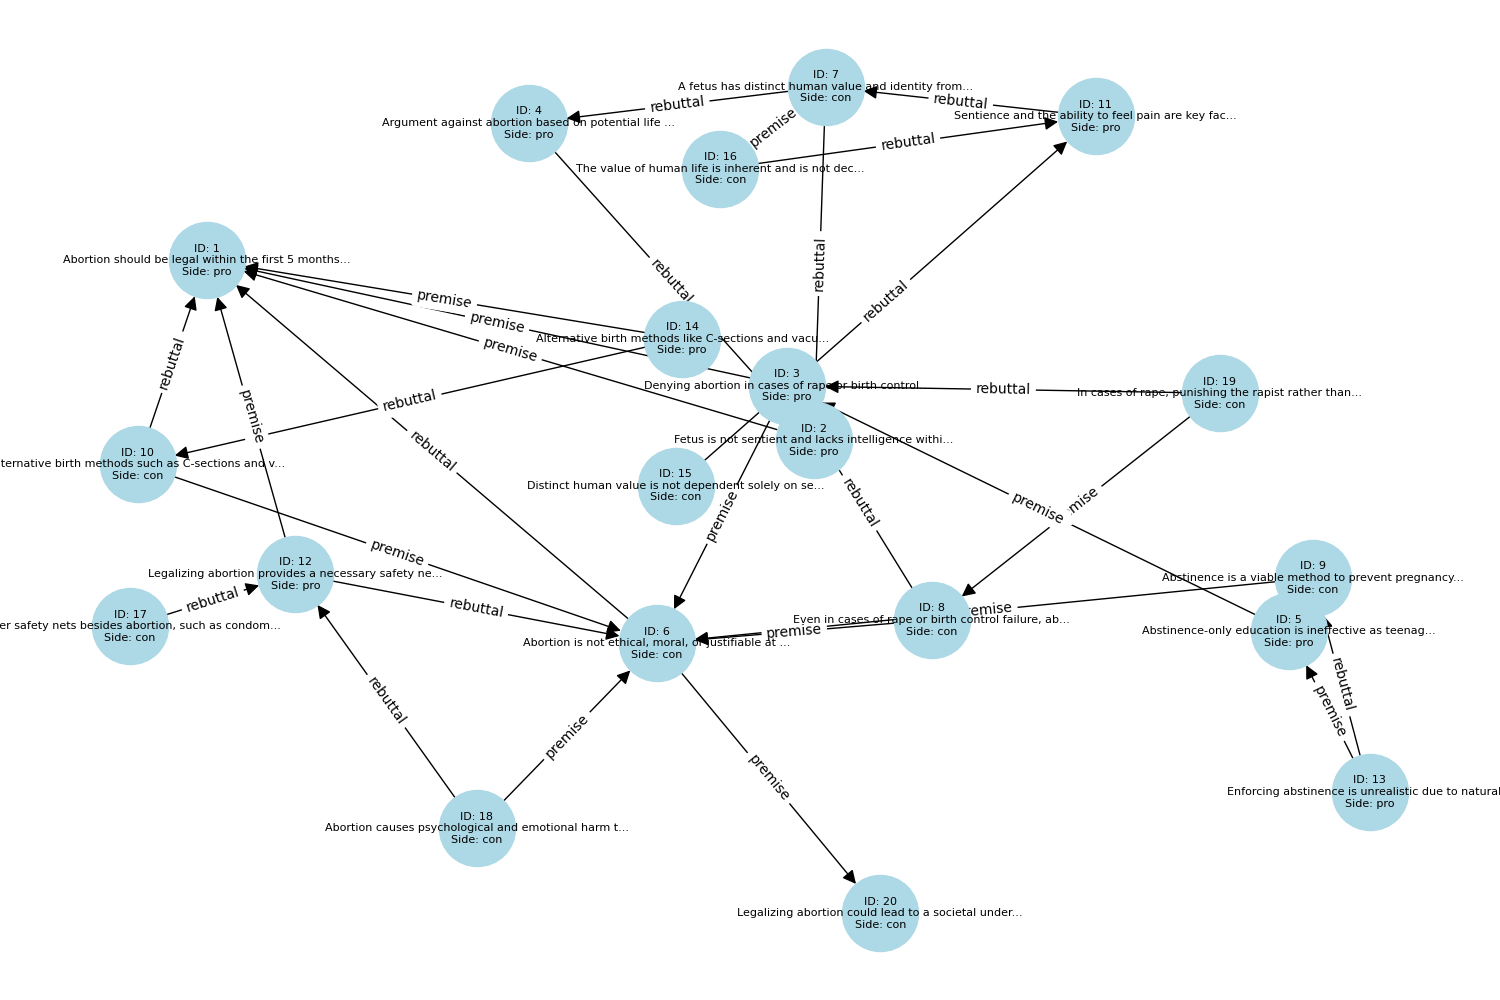 ID: 7
A fetus has distinct human value and identity from...
Side: con
ID: 4
Argument against abortion based on potential life ...
Side: pro
ID: 11
Sentience and the ability to feel pain are key fac...
Side: pro
ID: 16
The value of human life is inherent and is not dec...
Side: con
rebuttal
rebuttal
premise
rebuttal
ID: 1
Abortion should be legal within the first 5 months...
Side: pro
rebuttal
rebuttal
rebuttal
premise
premise
premise
ID: 14
Alternative birth methods like C-sections and vacu...
Side: pro
ID: 3
Denying abortion in cases of rape or birth control...
Side: pro
ID: 19
In cases of rape, punishing the rapist rather than...
Side: con
rebuttal
rebuttal
rebuttal
premise
rebuttal
ID: 2
Fetus is not sentient and lacks intelligence withi...
Side: pro
ID: 10
ternative birth methods such as C-sections and v...
Side: con
ID: 15
Distinct human value is not dependent solely on se...
Side: con
rebuttal
premise
premise
mise
premise
ID: 12
Legalizing abortion provides a necessary safety ne...
Side: pro
ID: 9
Abstinence is a viable method to prevent pregnancy...
Side: con
rebuttal
rebuttal
ID: 17
er safety nets besides abortion, such as condom...
Side: con
ID: 6
Abortion is not ethical, moral, or justifiable at ...
Side: con
premise
ID: 8
Even in cases of rape or birth control failure, ab...
Side: con
remise
ID: 5
Abstinence-only education is ineffective as teenag...
Side: pro
rebuttal
premise
rebuttal
premise
premise
ID: 13
Enforcing abstinence is unrealistic due to natural
Side: pro
ID: 18
Abortion causes psychological and emotional harm t...
Side: con
ID: 20
Legalizing abortion could lead to a societal under...
Side: con